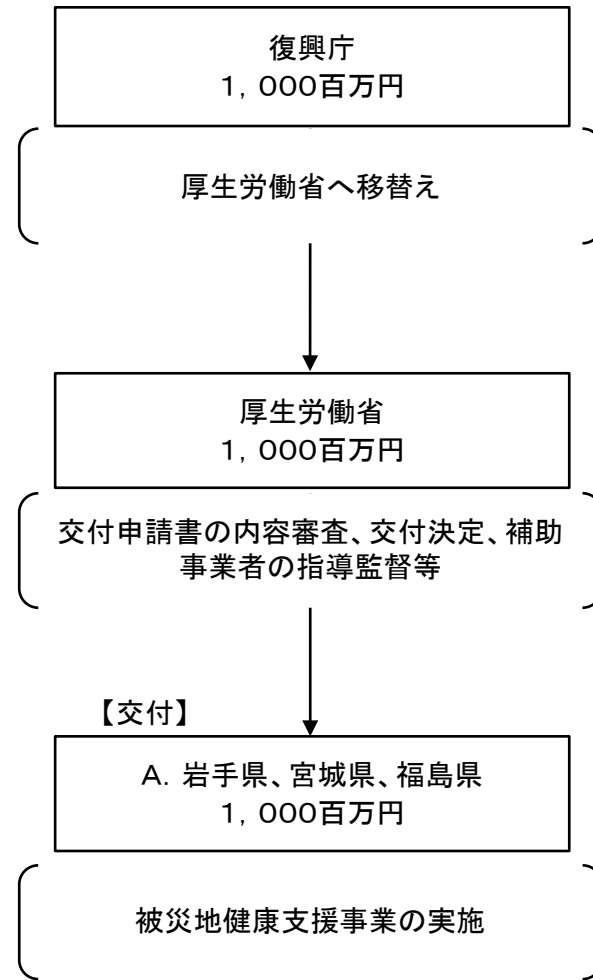 復興庁
1，000百万円
厚生労働省へ移替え
厚生労働省
1，000百万円
交付申請書の内容審査、交付決定、補助
事業者の指導監督等
【交付】
A．岩手県、宮城県、福島県
1，000百万円
被災地健康支援事業の実施